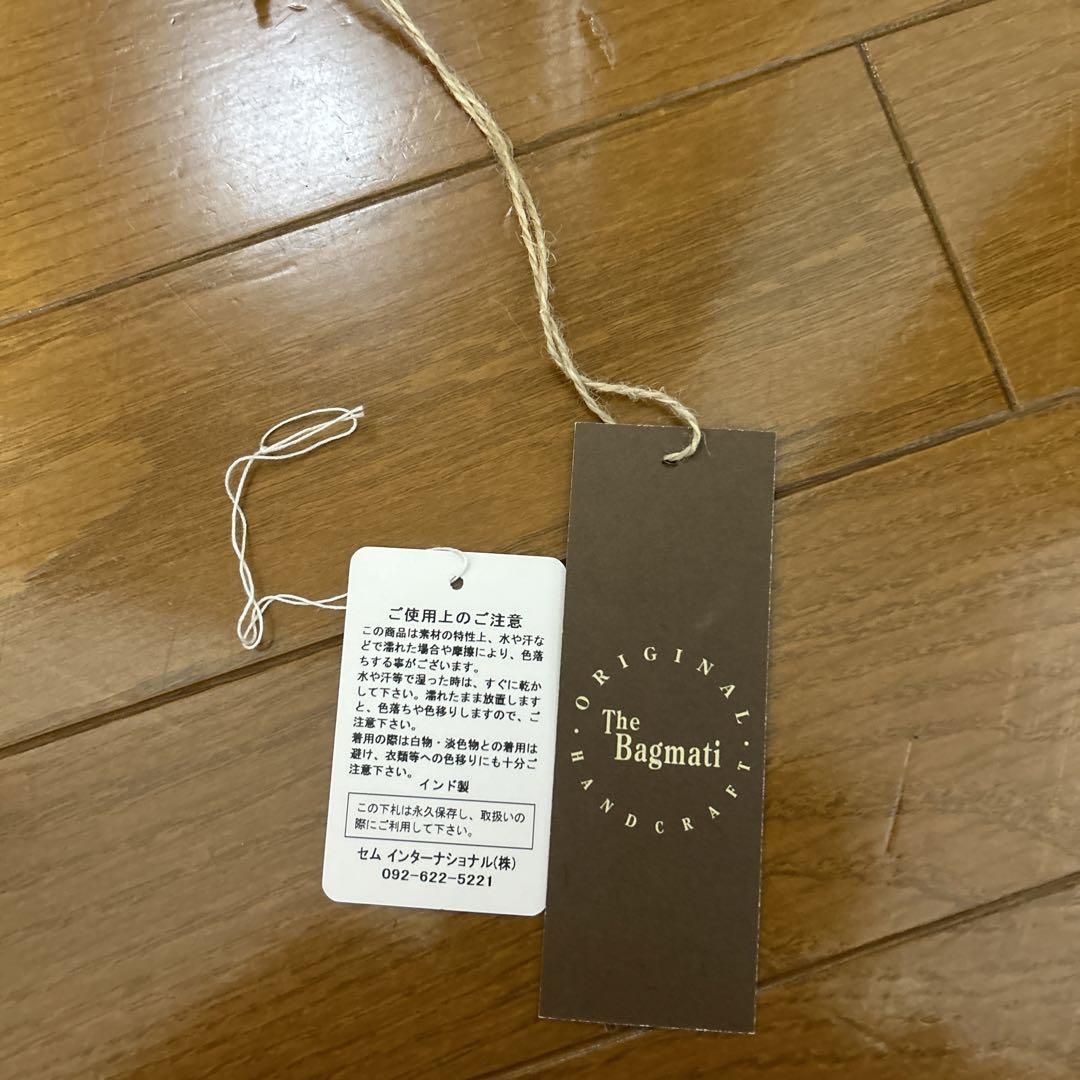 ご使用上のご注意
この商品は素材の特性上、水や汗な
どで濡れた場合や摩擦により、色落
ちする事がございます。
水や汗等で湿った時は、すぐに乾か
して下さい。濡れたまま放置します
と、色落ちや色移りしますので、ご
注意下さい。
着用の際は白物・淡色物との着用は
避け、衣類等への色移りにも十分ご
注意下さい。
インド製
この下札は永久保存し、取扱いの
際にご利用して下さい。
セム インターナショナル(株)
092-622-5221
ORIGINAL
The
Bagmati
HANDCRAFT